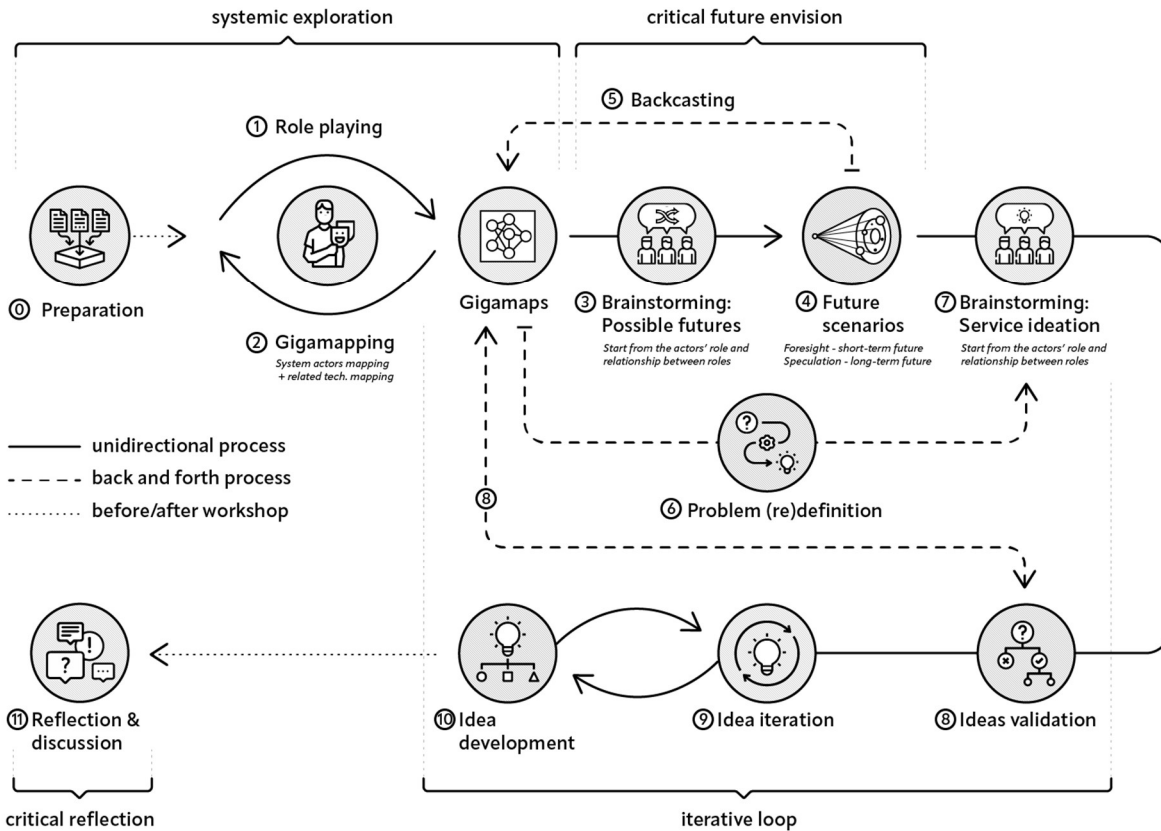 systemic exploration
critical future envision
⑤ Backcasting
① Role playing
⓪ Preparation
② Gigamapping
System actors mapping
+ related tech. mapping
Gigamaps
③ Brainstorming:
Possible futures
Start from the actors' role and
relationship between roles
④ Future
scenarios
Foresight - short-term future
Speculation - long-term future
⑦ Brainstorming:
Service ideation
Start from the actors' role and
relationship between roles
unidirectional process
back and forth process
before/after workshop
⑧
⑥ Problem (re)definition
⑪ Reflection &
discussion
⑩ Idea
development
⑨ Idea iteration
⑧ Ideas validation
critical reflection
iterative loop